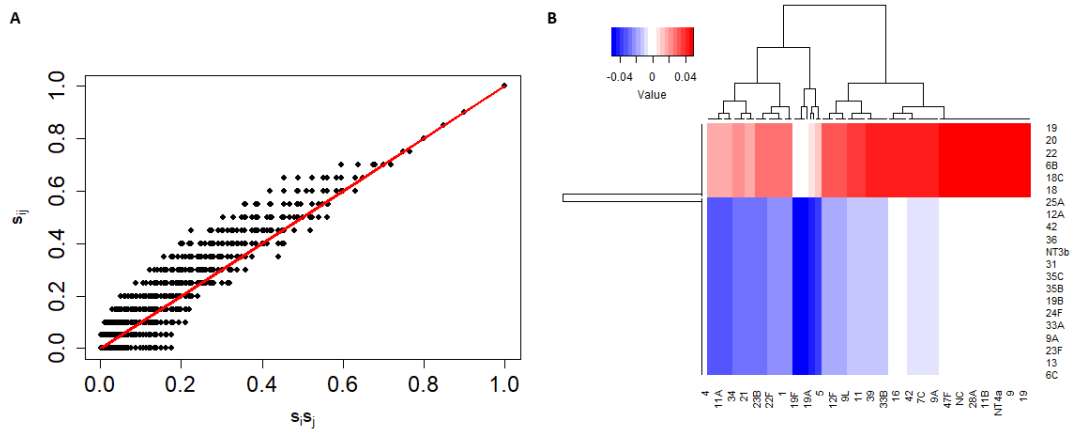 A
s_ij
1.0
0.8
0.6
0.4
0.2
0.0
0.0 0.2 0.4 0.6 0.8 1.0
s_i s_j
B
-0.04 0 0.04
Value
19
20
22
6B
18C
18
25A
12A
42
36
NT3b
31
35C
35B
19B
24F
33A
9A
23F
13
6C
4 11A 34 21 23B 22F 1 19F 19A 5 12F 9L 11 39 33B 16 42 7C 9A 47F NC 28A 11B NT4a 9 19